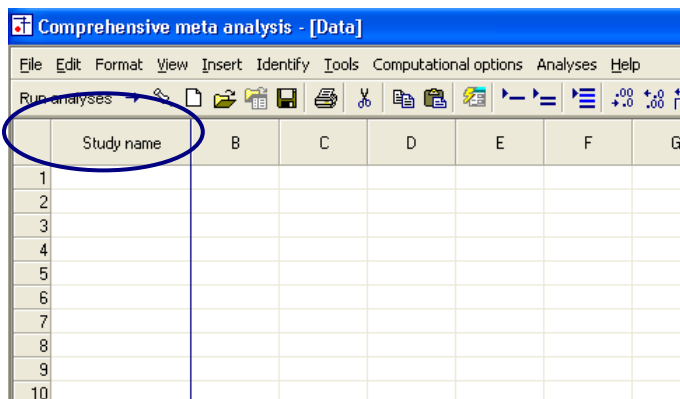 Comprehensive meta analysis - [Data]
File Edit Format View Insert Identify Tools Computational options Analyses Help
Run analyses
Study name B C D E F G
1
2
3
4
5
6
7
8
9
10